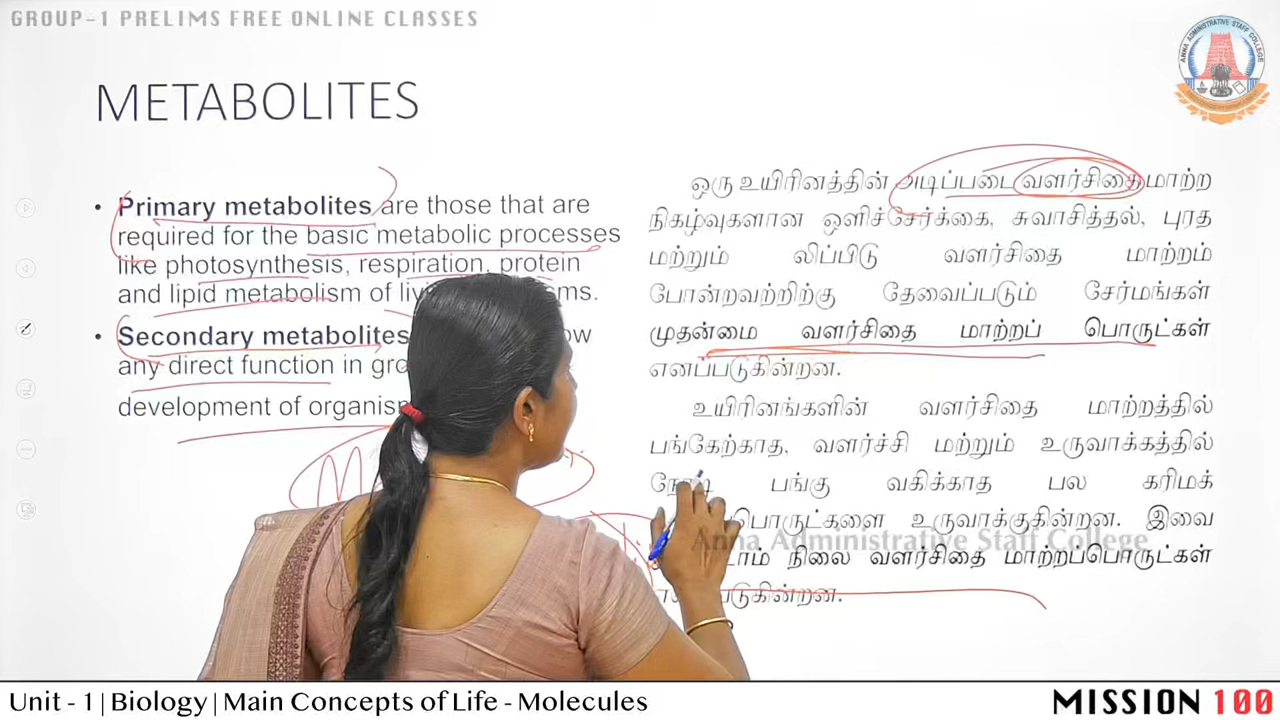 GROUP-1 PRELIMS FREE ONLINE CLASSES
ANNA ADMINISTRATIVE STAFF COLLEGE
METABOLITES
• Primary metabolites are those that are
required for the basic metabolic processes
like photosynthesis, respiration, protein
and lipid metabolism of
• Secondary metabolites
any direct function in
development of
ஒரு உயிரினத்தின் அடிப்படை வளர்சிதை மாற்ற
நிகழ்வுகளான ஒளிச்சேர்க்கை, சுவாசித்தல், புரத
மற்றும் லிப்பிடு வளர்சிதை மாற்றம்
போன்றவற்றிற்கு தேவைப்படும் சேர்மங்கள்
முதன்மை வளர்சிதை மாற்றப் பொருட்கள்
எனப்படுகின்றன.
உயிரினங்களின் வளர்சிதை மாற்றத்தில்
பங்கேற்காத, வளர்ச்சி மற்றும் உருவாக்கத்தில்
பங்கு வகிக்காத பல கரிமக்
உருவாக்குகின்றன. இவை
Anna Administrative Staff College
நிலை வளர்சிதை மாற்றப்பொருட்கள்
Unit - 1 | Biology | Main Concepts of Life - Molecules
MISSION 100